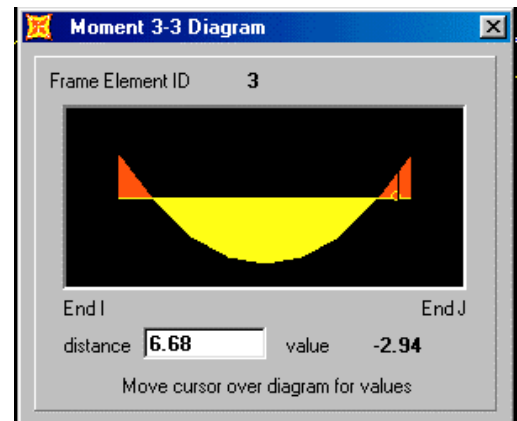 Moment 3-3 Diagram
Frame Element ID 3
End I End J
distance 6.68 value -2.94
Move cursor over diagram for values